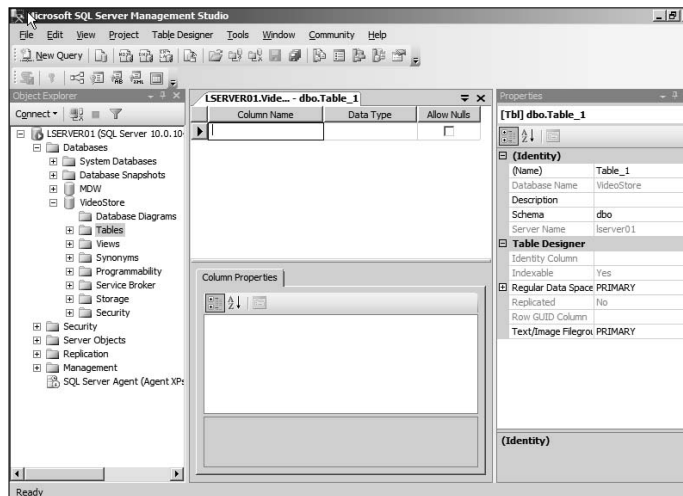 Microsoft SQL Server Management Studio
File Edit View Project Table Designer Tools Window Community Help
New Query
Object Explorer
Connect
LSERVER01 (SQL Server 10.0.10
Databases
System Databases
Database Snapshots
MDW
VideoStore
Database Diagrams
Tables
Views
Synonyms
Programmability
Service Broker
Storage
Security
Security
Server Objects
Replication
Management
SQL Server Agent (Agent XPs
LSERVER01.Vide... - dbo.Table_1
Column Name Data Type Allow Nulls
Column Properties
Properties
[Tbl] dbo.Table_1
(Identity)
(Name) Table_1
Database Name VideoStore
Description
Schema dbo
Server Name lserver01
Table Designer
Identity Column
Indexable Yes
Regular Data Space PRIMARY
Replicated No
Row GUID Column
Text/Image Filegrou PRIMARY
(Identity)
Ready